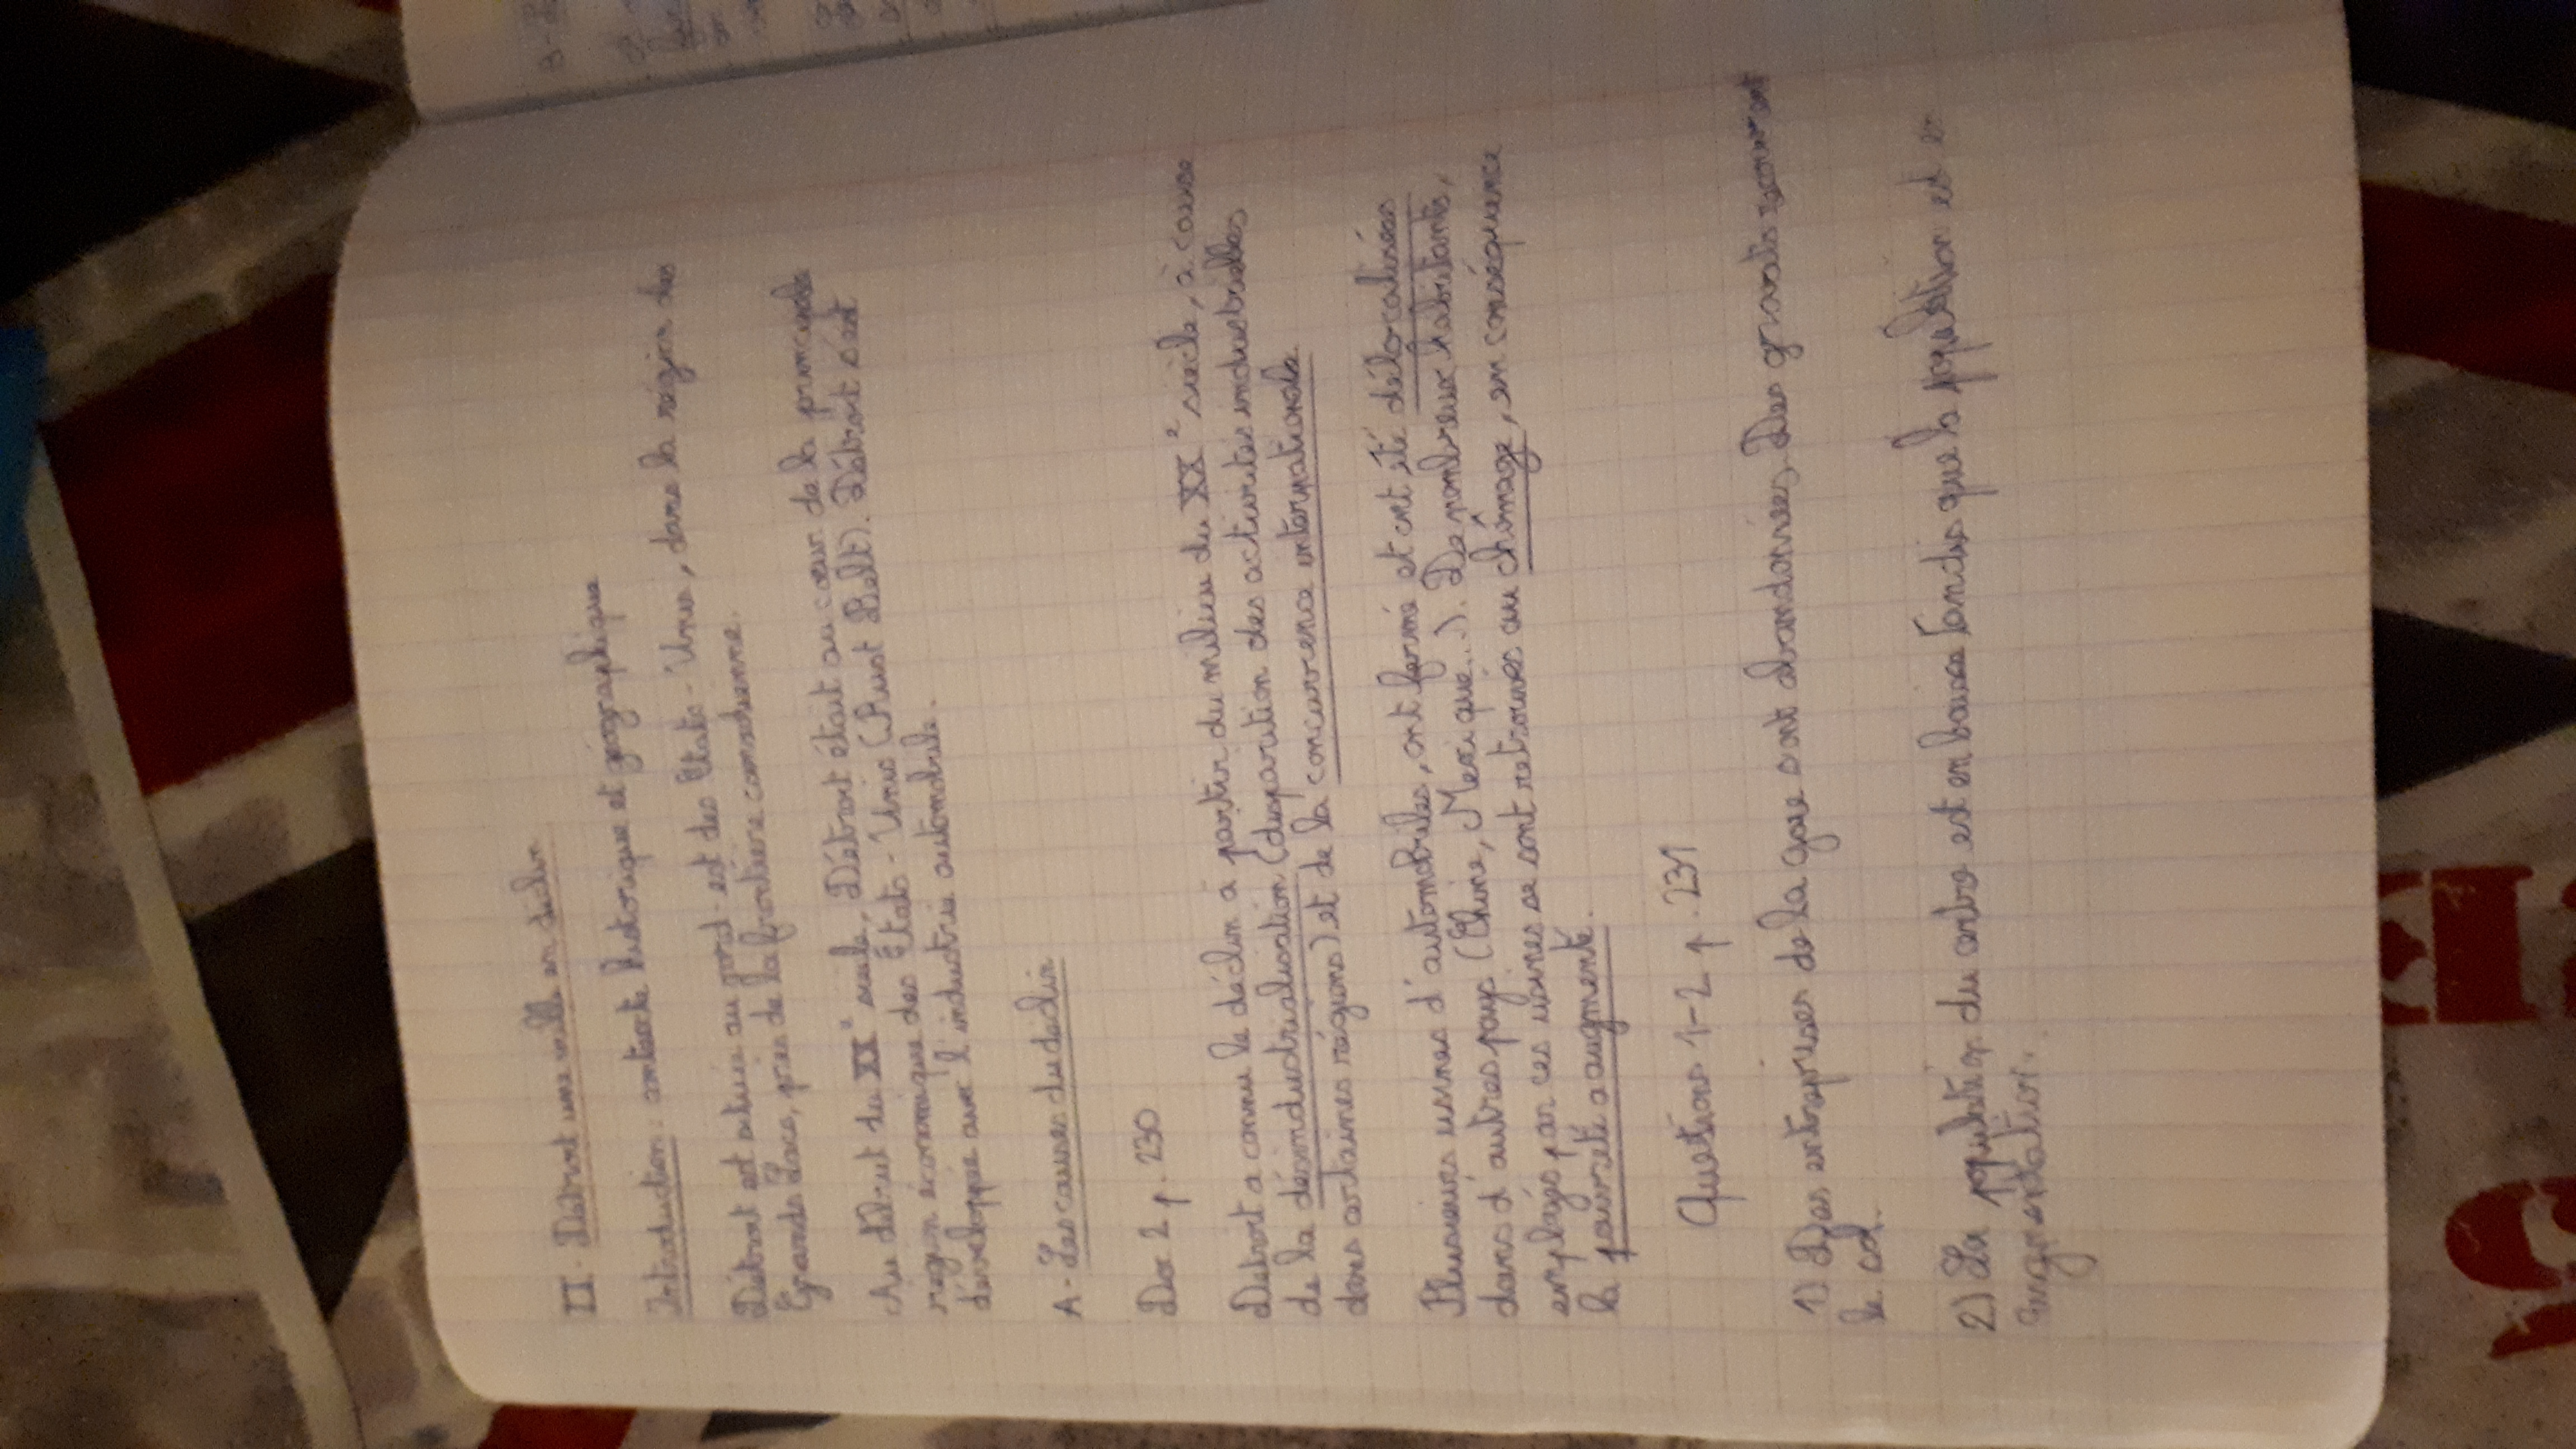 II - Détroit une ville en déclin
Introduction : contexte historique et géographique
Détroit est située au nord-est des États-Unis, dans la région des
Grands Lacs, près de la frontière canadienne.
Au début du XXe siècle, Détroit était au cœur de la principale
région économique des États-Unis (Rust Belt). Détroit s'est
développée avec l'industrie automobile.
A - Les causes du déclin
Doc 2 p. 230
Détroit a connu le déclin à partir du milieu du XXe siècle, à cause
de la désindustrialisation (disparition des activités industrielles
dans certaines régions) et de la concurrence internationale.
Plusieurs usines d'automobiles, ont fermé et ont été délocalisées
dans d'autres pays (Chine, Mexique...). De nombreux habitants,
employés par ces usines se sont retrouvés au chômage, en conséquence
la pauvreté a augmenté.
Questions 1-2 p. 231
1) Des entreprises de la gare sont abandonnées. Des gravats recouvrent
le sol.
2) La population du centre est en baisse tandis que la population est en
augmentation.